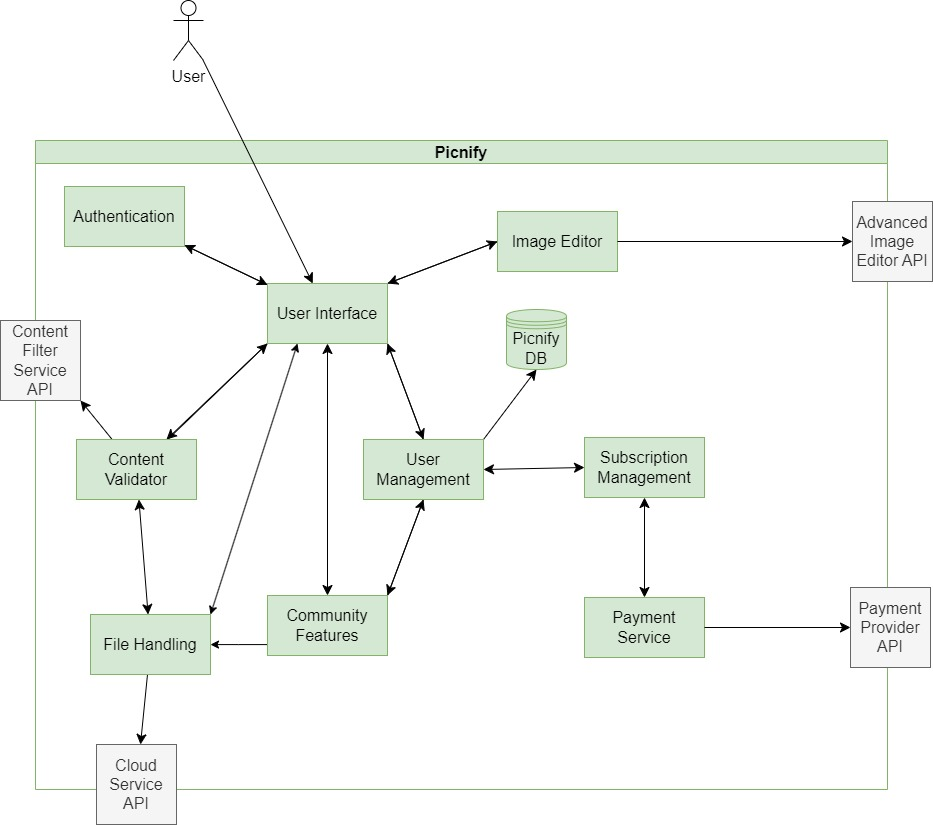 User
Picnify
Authentication
Image Editor
Advanced
Image
Editor API
User Interface
Content
Filter
Service
API
Picnify
DB
Content
Validator
User
Management
Subscription
Management
File Handling
Community
Features
Payment
Service
Payment
Provider
API
Cloud
Service
API